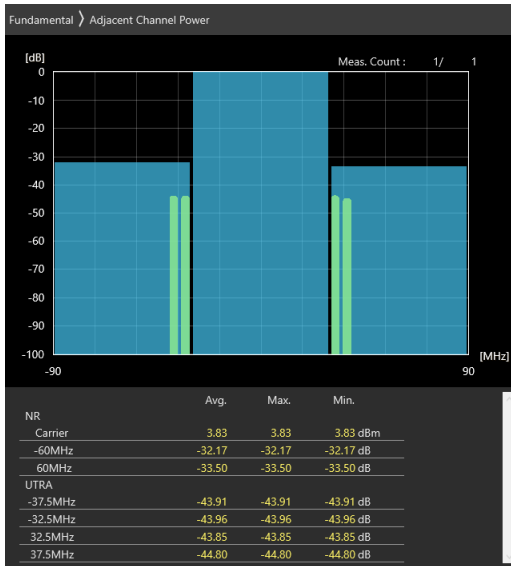 Fundamental 〉 Adjacent Channel Power
[dB]
Meas. Count : 1/ 1
0
-10
-20
-30
-40
-50
-60
-70
-80
-90
-100
[MHz]
-90 90
Avg. Max. Min.
NR
Carrier 3.83 3.83 3.83 dBm
-60MHz -32.17 -32.17 -32.17 dB
60MHz -33.50 -33.50 -33.50 dB
UTRA
-37.5MHz -43.91 -43.91 -43.91 dB
-32.5MHz -43.96 -43.96 -43.96 dB
32.5MHz -43.85 -43.85 -43.85 dB
37.5MHz -44.80 -44.80 -44.80 dB